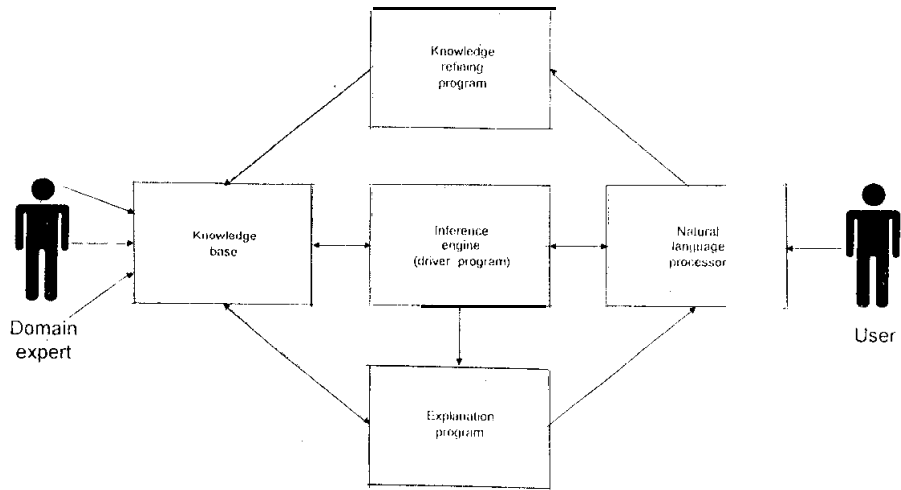 Knowledge
refining
program
Domain
expert
Knowledge
base
Inference
engine
(driver program)
Natural
language
processor
User
Explanation
program